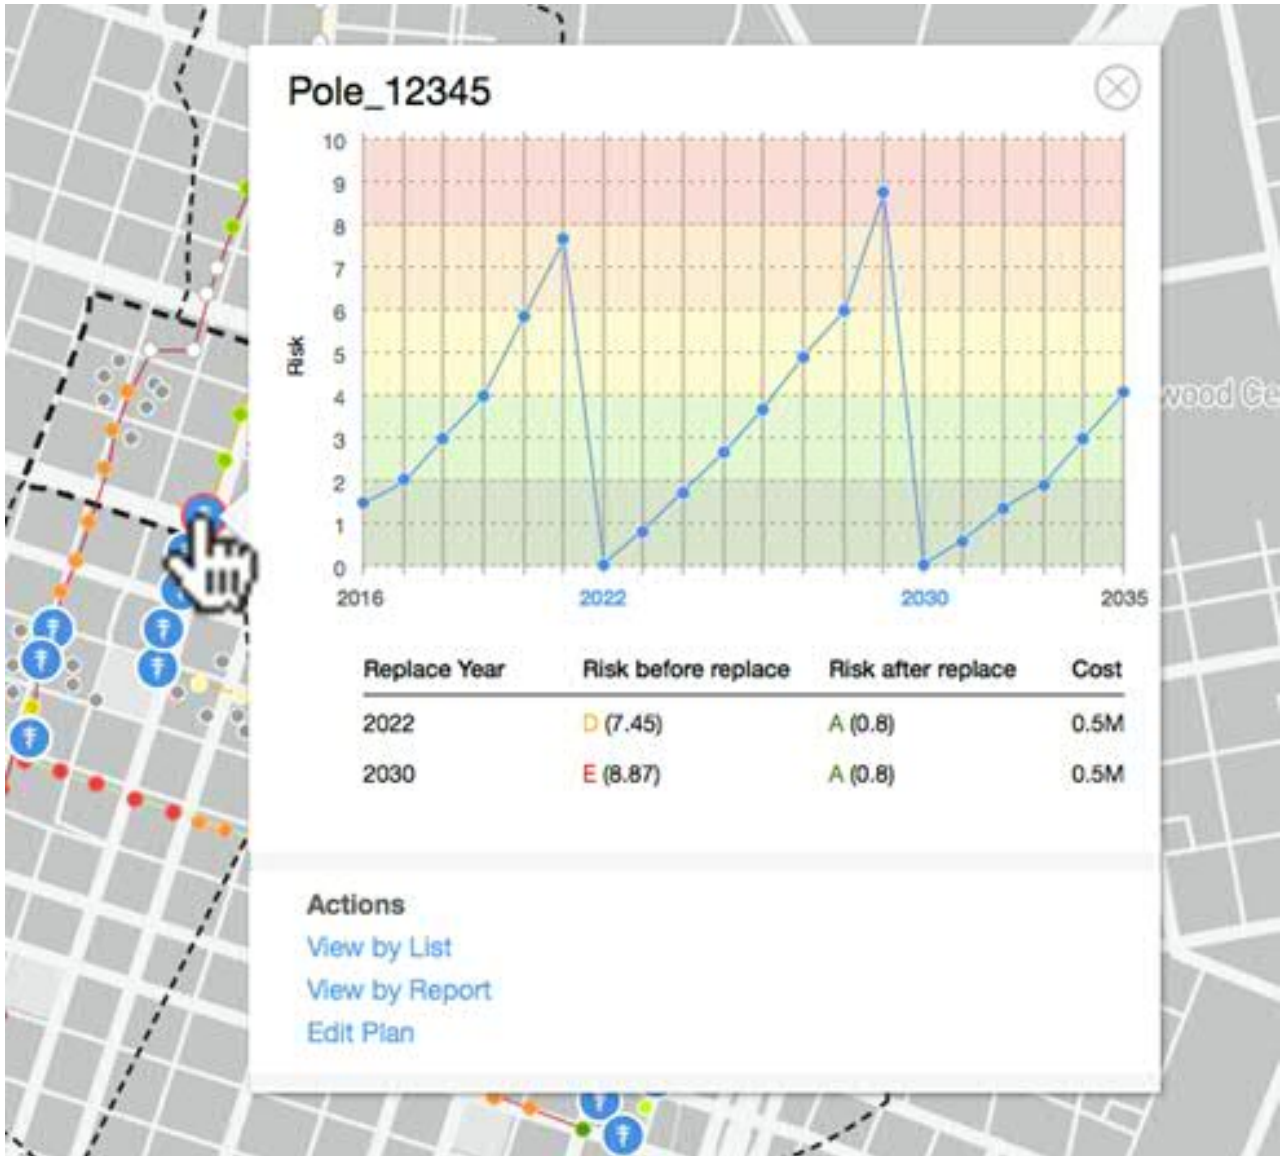 Pole_12345
10
9
8
7
6
5
4
3
2
1
0
Risk
2016 2022 2030 2035
Replace Year Risk before replace Risk after replace Cost
2022 D (7.45) A (0.8) 0.5M
2030 E (8.87) A (0.8) 0.5M
Actions
View by List
View by Report
Edit Plan
wood Ce